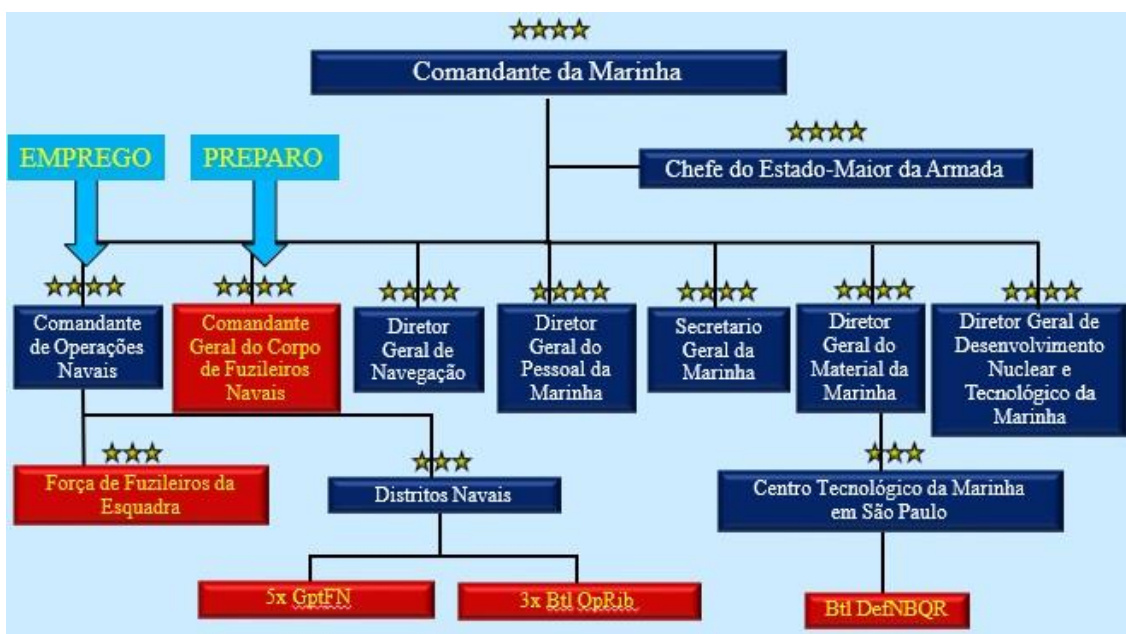 Comandante da Marinha
Chefe do Estado-Maior da Armada
EMPREGO
PREPARO
Comandante
de Operações
Navais
Comandante
Geral do Corpo
de Fuzileiros
Navais
Diretor
Geral de
Navegação
Diretor
Geral do
Pessoal da
Marinha
Secretario
Geral da
Marinha
Diretor
Geral do
Material da
Marinha
Diretor Geral de
Desenvolvimento
Nuclear e
Tecnológico da
Marinha
Força de Fuzileiros da
Esquadra
Distritos Navais
Centro Tecnológico da Marinha
em São Paulo
5x GptFN
3x Btl OpRib
Btl DefNBQR